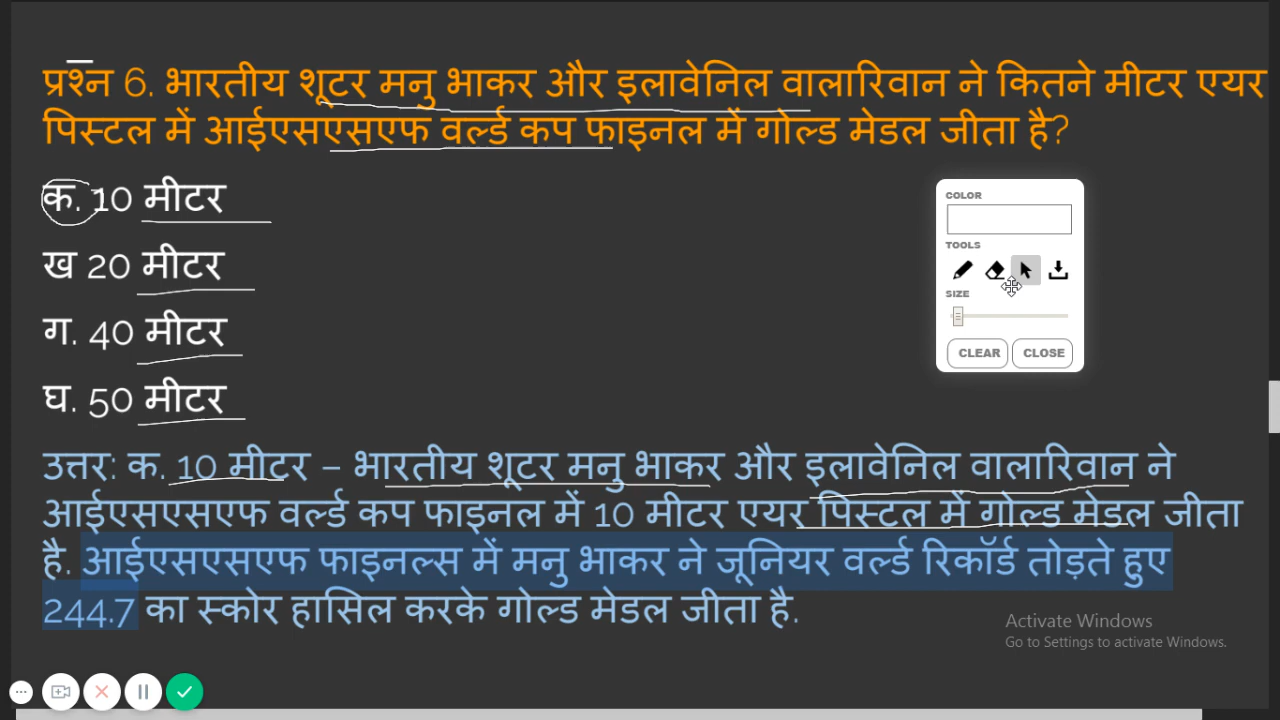 प्रश्न 6. भारतीय शूटर मनु भाकर और इलावेनिल वालारिवान ने कितने मीटर एयर
पिस्टल में आईएसएसएफ वर्ल्ड कप फाइनल में गोल्ड मेडल जीता है?
क. 10 मीटर
ख 20 मीटर
ग. 40 मीटर
घ. 50 मीटर
उत्तर: क. 10 मीटर – भारतीय शूटर मनु भाकर और इलावेनिल वालारिवान ने
आईएसएसएफ वर्ल्ड कप फाइनल में 10 मीटर एयर पिस्टल में गोल्ड मेडल जीता
है. आईएसएसएफ फाइनल्स में मनु भाकर ने जूनियर वर्ल्ड रिकॉर्ड तोड़ते हुए
244.7 का स्कोर हासिल करके गोल्ड मेडल जीता है.
COLOR
TOOLS
SIZE
CLEAR CLOSE
Activate Windows
Go to Settings to activate Windows.